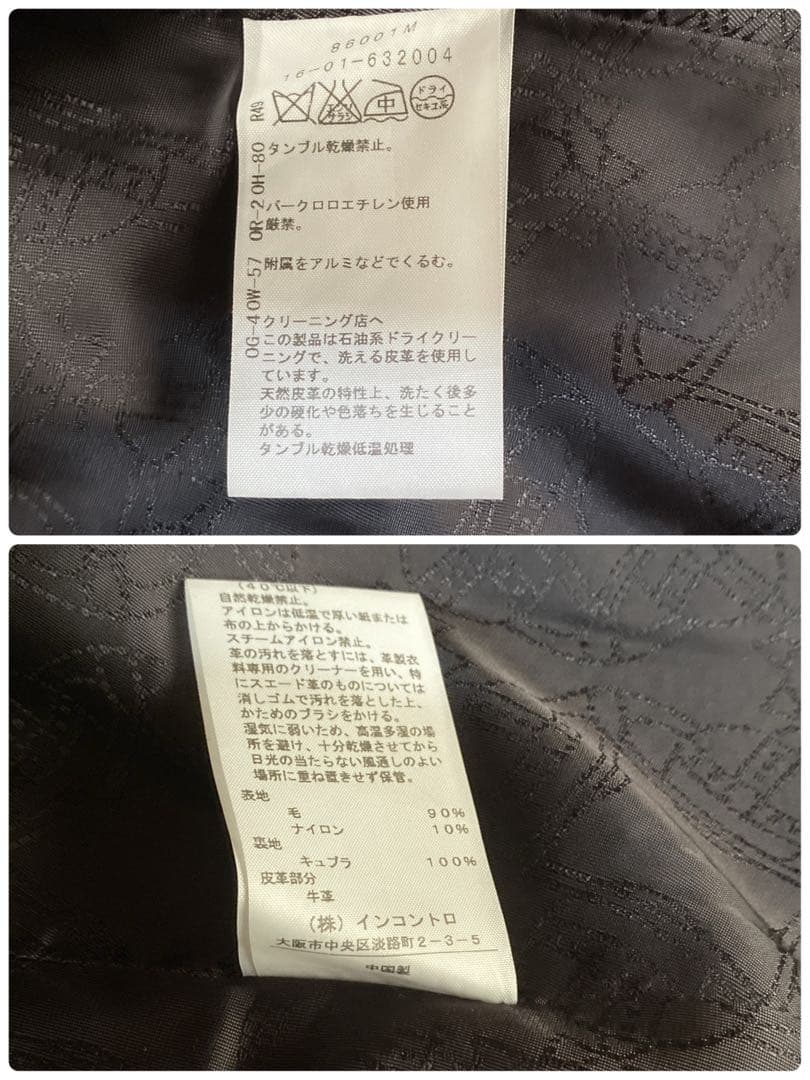 86001M
16-01-632004
エンソ
サラシ
中
ドライ
セキユ系
R49
OG-40W-57 OR-20H-80
タンブル乾燥禁止。
パークロロエチレン使用
厳禁。
附属をアルミなどでくるむ。
クリーニング店へ
この製品は石油系ドライクリー
ニングで、洗える皮革を使用し
ています。
天然皮革の特性上、洗たく後多
少の硬化や色落ちを生じること
がある。
タンブル乾燥低温処理
(40℃以下)
自然乾燥禁止。
アイロンは低温で厚い紙または
布の上からかける。
スチームアイロン禁止。
革の汚れを落とすには、革製衣
料専用のクリーナーを用い、特
にスエード革のものについては
消しゴムで汚れを落とした上、
かためのブラシをかける。
湿気に弱いため、高温多湿の場
所を避け、十分乾燥させてから
日光の当たらない風通しのよい
場所に重ね置きせず保管。
表地
毛 90%
ナイロン 10%
裏地
キュプラ 100%
皮革部分
牛革
(株)インコントロ
大阪市中央区淡路町2-3-5
中国製